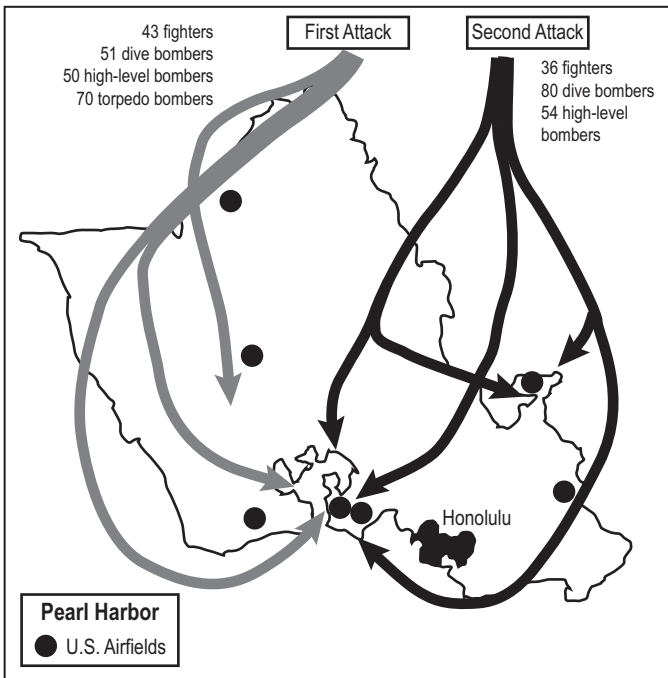 43 fighters
51 dive bombers
50 high-level bombers
70 torpedo bombers
First Attack
Second Attack
36 fighters
80 dive bombers
54 high-level
bombers
Honolulu
Pearl Harbor
U.S. Airfields